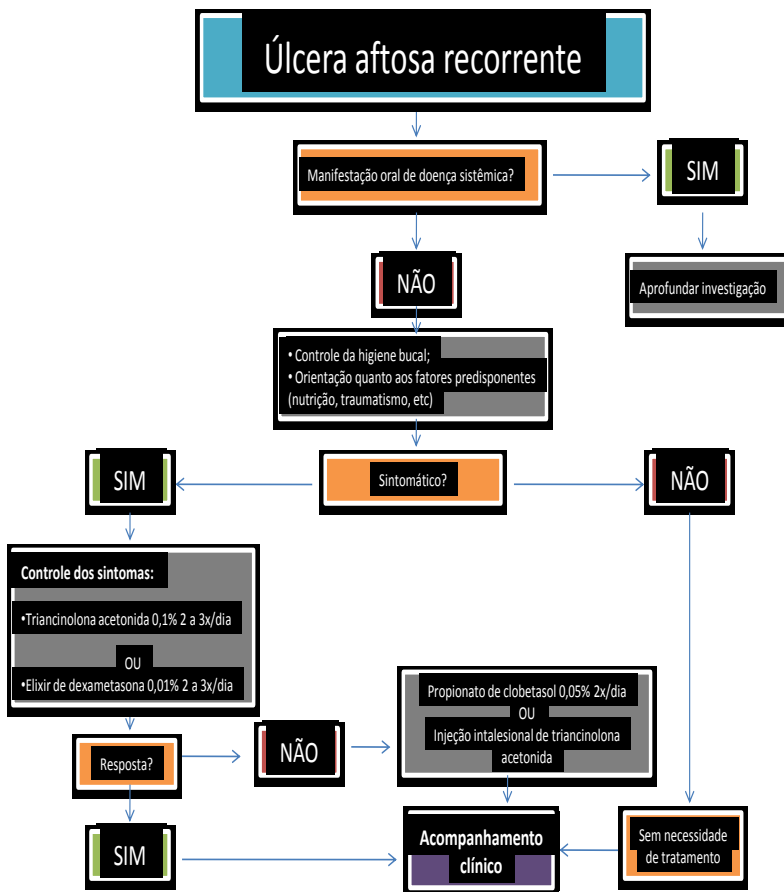 Úlcera aftosa recorrente
Manifestação oral de doença sistêmica?
SIM
NÃO
Aprofundar investigação
• Controle da higiene bucal;
• Orientação quanto aos fatores predisponentes
(nutrição, traumatismo, etc)
SIM
Sintomático?
NÃO
Controle dos sintomas:
•Triancinolona acetonida 0,1% 2 a 3x/dia
OU
•Elixir de dexametasona 0,01% 2 a 3x/dia
Propionato de clobetasol 0,05% 2x/dia
OU
Injeção intalesional de triancinolona
acetonida
Resposta?
NÃO
SIM
Acompanhamento
clínico
Sem necessidade
de tratamento